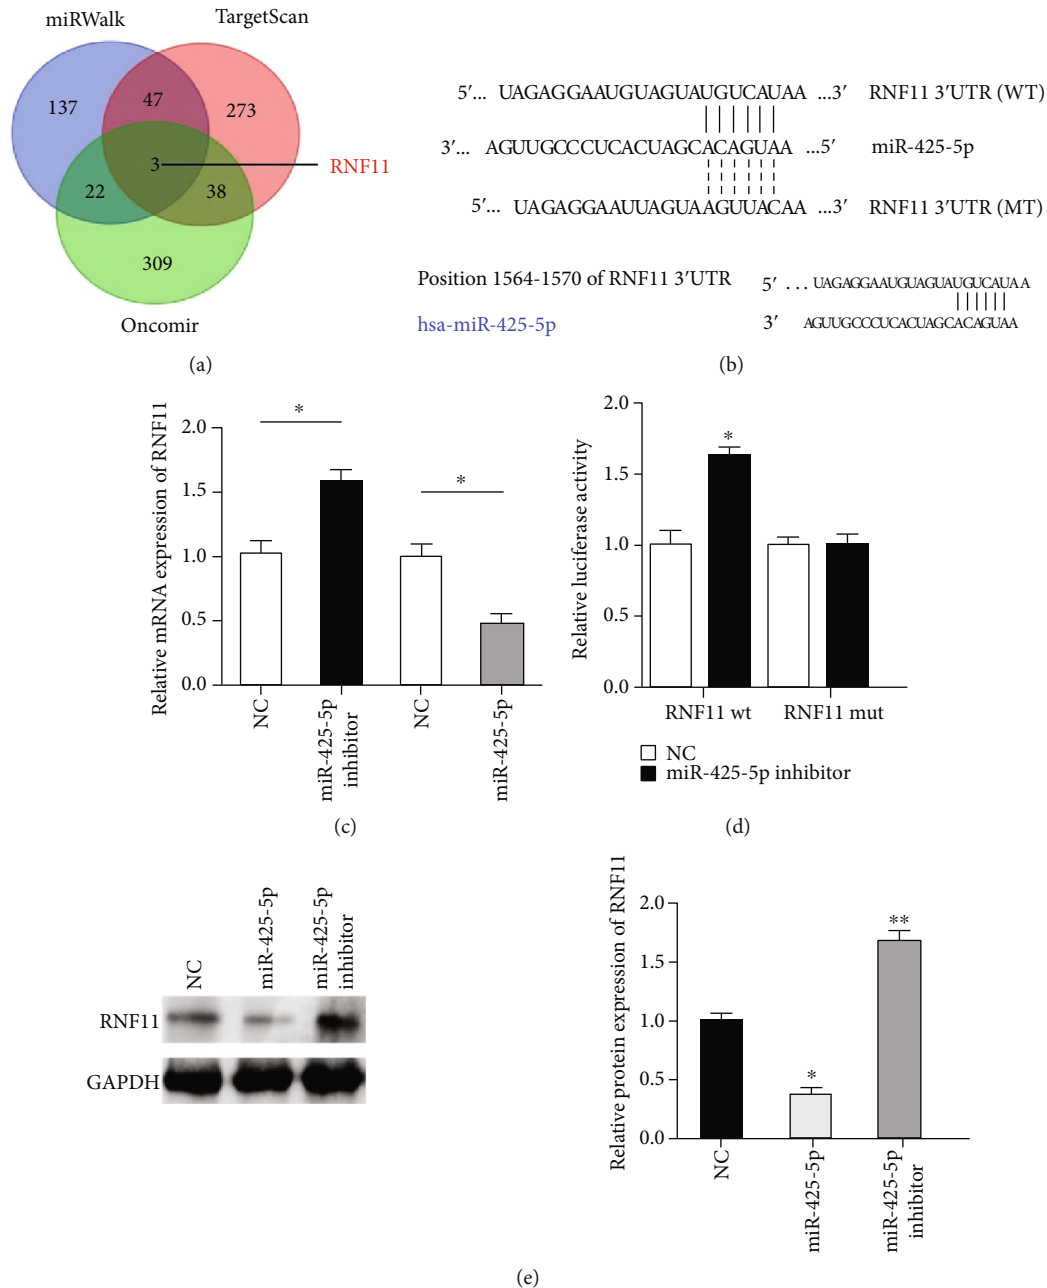 miRWalk
TargetScan
137
47
273
3
RNF11
22
38
309
Oncomir
(a)
5′... UAGAGGAAUGUAGUAUGUCAUAA ...3′ RNF11 3′UTR (WT)
3′... AGUUGCCCUCACUAGCACAGUAA ...5′ miR-425-5p
5′... UAGAGGAAUUAGUAAGUUACAA ...3′ RNF11 3′UTR (MT)
Position 1564-1570 of RNF11 3′UTR 5′ ... UAGAGGAAUGUAGUAUGUCAUAA
hsa-miR-425-5p 3′ AGUUGCCCUCACUAGCACAGUAA
(b)
Relative mRNA expression of RNF11
2.0
1.5
1.0
0.5
0.0
*
*
NC
miR-425-5p
inhibitor
NC
miR-425-5p
(c)
Relative luciferase activity
2.0
1.5
1.0
0.5
0.0
*
RNF11 wt
RNF11 mut
NC
miR-425-5p inhibitor
(d)
NC
miR-425-5p
miR-425-5p
inhibitor
RNF11
GAPDH
Relative protein expression of RNF11
2.0
1.5
1.0
0.5
0.0
*
**
NC
miR-425-5p
miR-425-5p
inhibitor
(e)